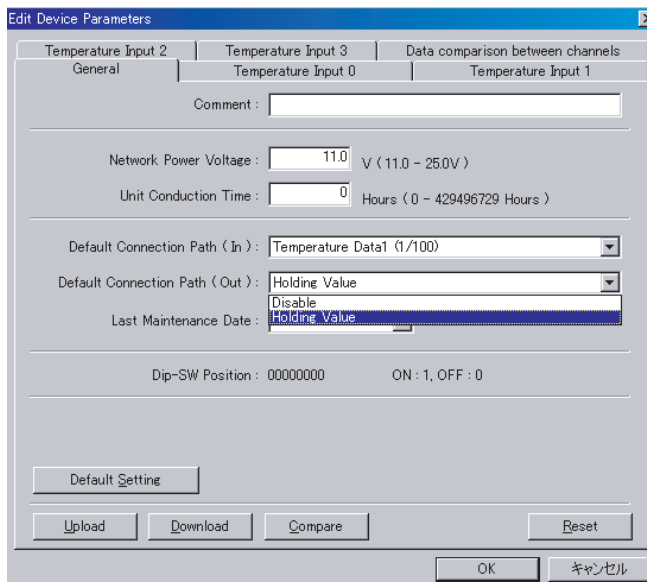 Edit Device Parameters
Temperature Input 2 Temperature Input 3 Data comparison between channels
General Temperature Input 0 Temperature Input 1
Comment :
Network Power Voltage : 11.0 V ( 11.0 - 25.0V )
Unit Conduction Time : 0 Hours ( 0 - 429496729 Hours )
Default Connection Path ( In ) : Temperature Data1 (1/100)
Default Connection Path ( Out ) : Holding Value
Disable
Last Maintenance Date : Holding Value
Dip-SW Position : 00000000 ON : 1, OFF : 0
Default Setting
Upload Download Compare Reset
OK キャンセル